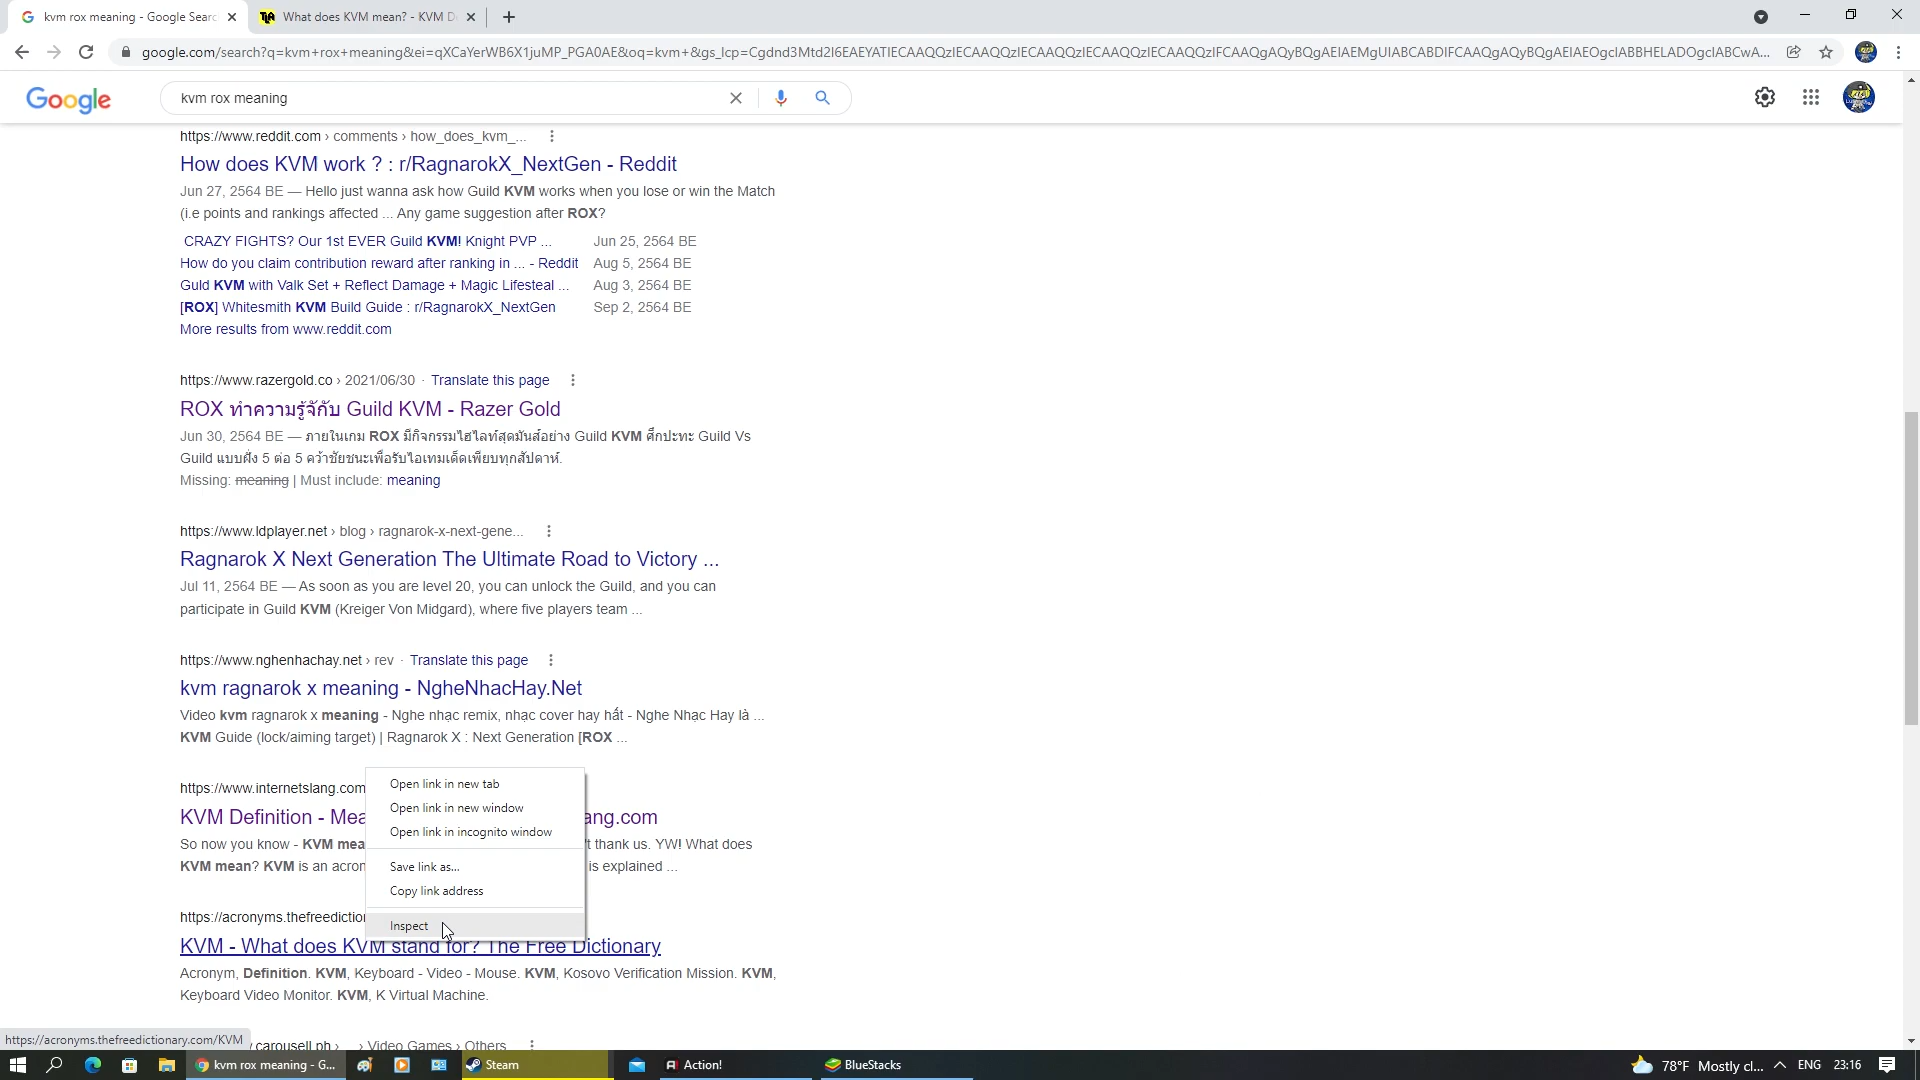 kvm rox meaning - Google Searc
What does KVM mean? - KVM D
google.com/search?q=kvm+rox+meaning&ei=qXCaYerWB6X1juMP_PGA0AE&oq=kvm+&gs_lcp=Cgdnd3Mtd2l6EAEYATIECAAQQzIECAAQQzIECAAQQzIECAAQQzIFCAAQgAQyBQgAEIAEMgUIABCABDIFCAAQgAQyBQgAEIAEOgcIABBHELADOgcIABCwA...
Google
kvm rox meaning
https://www.reddit.com › comments › how_does_kvm_...
How does KVM work ? : r/RagnarokX_NextGen - Reddit
Jun 27, 2564 BE — Hello just wanna ask how Guild KVM works when you lose or win the Match
(i.e points and rankings affected ... Any game suggestion after ROX?
CRAZY FIGHTS? Our 1st EVER Guild KVM! Knight PVP ... Jun 25, 2564 BE
How do you claim contribution reward after ranking in ... - Reddit Aug 5, 2564 BE
Guld KVM with Valk Set + Reflect Damage + Magic Lifesteal ... Aug 3, 2564 BE
[ROX] Whitesmith KVM Build Guide : r/RagnarokX_NextGen Sep 2, 2564 BE
More results from www.reddit.com
https://www.razergold.co › 2021/06/30 · Translate this page
ROX ทำความรู้จักับ Guild KVM - Razer Gold
Jun 30, 2564 BE — ภายในเกม ROX มีกิจกรรมไฮไลท์สุดมันส์อย่าง Guild KVM ศึกปะทะ Guild Vs
Guild แบบฝั่ง 5 ต่อ 5 คว้าชัยชนะเพื่อรับไอเทมเด็ดเพียบทุกสัปดาห์.
Missing: meaning | Must include: meaning
https://www.ldplayer.net › blog › ragnarok-x-next-gene...
Ragnarok X Next Generation The Ultimate Road to Victory ...
Jul 11, 2564 BE — As soon as you are level 20, you can unlock the Guild, and you can
participate in Guild KVM (Kreiger Von Midgard), where five players team ...
https://www.nghenhachay.net › rev · Translate this page
kvm ragnarok x meaning - NgheNhacHay.Net
Video kvm ragnarok x meaning - Nghe nhạc remix, nhạc cover hay hất - Nghe Nhạc Hay là ...
KVM Guide (lock/aiming target) | Ragnarok X : Next Generation [ROX ...
https://www.internetslang.com
KVM Definition - Mea ang.com
So now you know - KVM mea 't thank us. YW! What does
KVM mean? KVM is an acron is explained ...
Open link in new tab
Open link in new window
Open link in incognito window
Save link as...
Copy link address
Inspect
https://acronyms.thefreedictior
KVM - What does KVM stand for? The Free Dictionary
Acronym, Definition. KVM, Keyboard - Video - Mouse. KVM, Kosovo Verification Mission. KVM,
Keyboard Video Monitor. KVM, K Virtual Machine.
https://acronyms.thefreedictionary.com/KVM
carousell.ph › ... › Video Games › Others
kvm rox meaning - G...
Steam
Action!
BlueStacks
78°F Mostly cl...
ENG
23:16